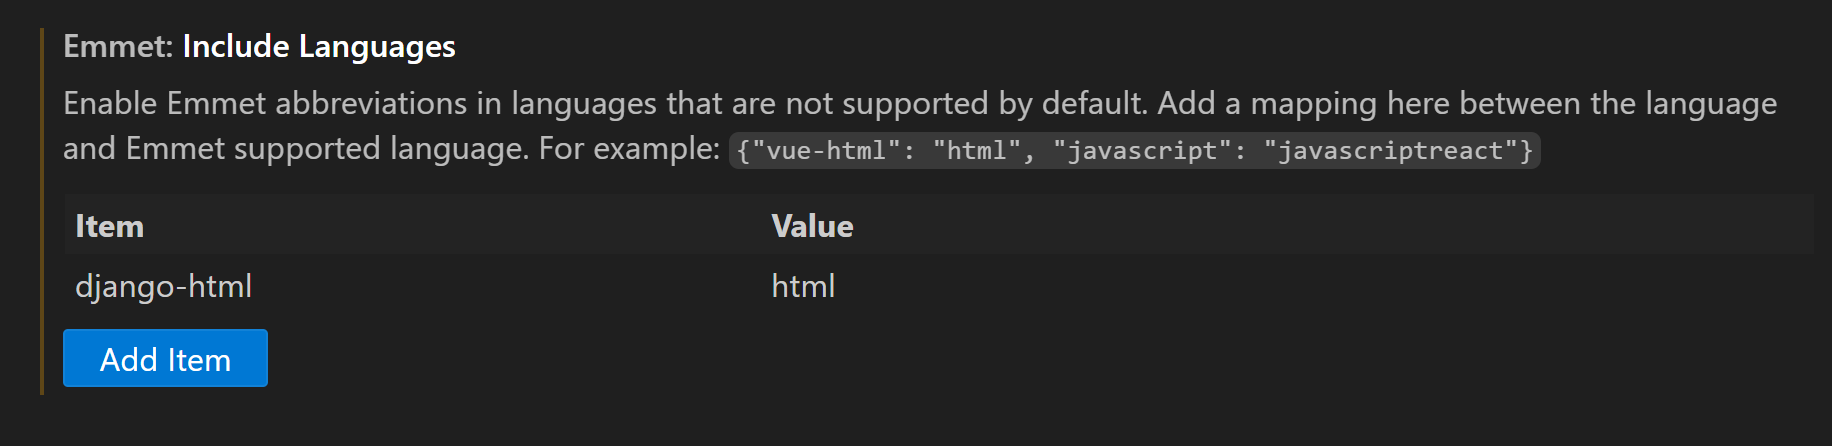 Emmet: Include Languages
Enable Emmet abbreviations in languages that are not supported by default. Add a mapping here between the language
and Emmet supported language. For example: {"vue-html": "html", "javascript": "javascriptreact"}
Item Value
django-html html
Add Item